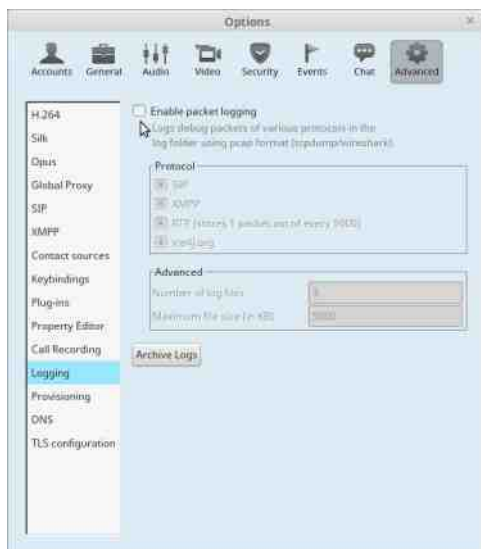 Options
Accounts General Audio Video Security Events Chat Advanced
H.264
Silk
Opus
Global Proxy
SIP
XMPP
Contact sources
Keybindings
Plug-ins
Property Editor
Call Recording
Logging
Provisioning
DNS
TLS configuration
Enable packet logging
Logs debug packets of various protocols in the
log folder using pcap format (tcpdump/wireshark).
Protocol
SIP
XMPP
RTP (stores 1 packet out of every 5000)
Ice4J.org
Advanced
Number of log files
Maximum file size (in KB) 5000
Archive Logs